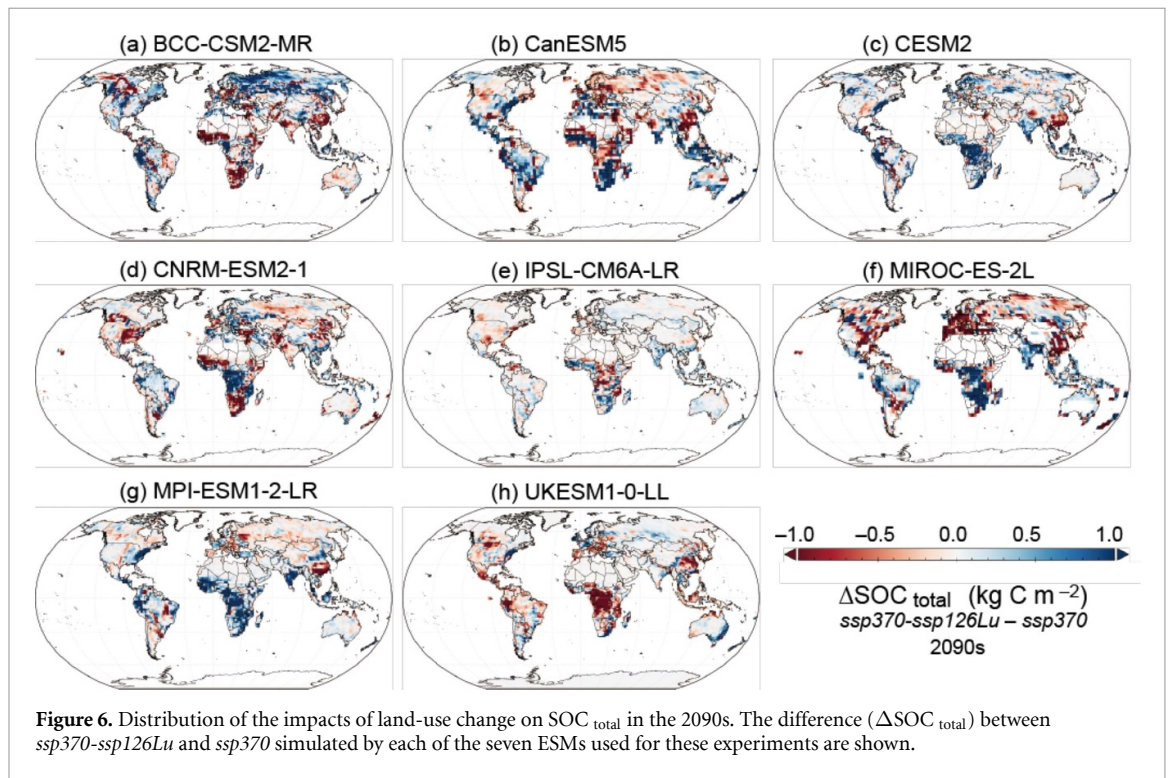 (a) BCC-CSM2-MR
(b) CanESM5
(c) CESM2
(d) CNRM-ESM2-1
(e) IPSL-CM6A-LR
(f) MIROC-ES-2L
(g) MPI-ESM1-2-LR
(h) UKESM1-0-LL
−1.0 −0.5 0.0 0.5 1.0
ΔSOC total (kg C m −2)
ssp370-ssp126Lu – ssp370
2090s
Figure 6. Distribution of the impacts of land-use change on SOC total in the 2090s. The difference (ΔSOC total) between
ssp370-ssp126Lu and ssp370 simulated by each of the seven ESMs used for these experiments are shown.